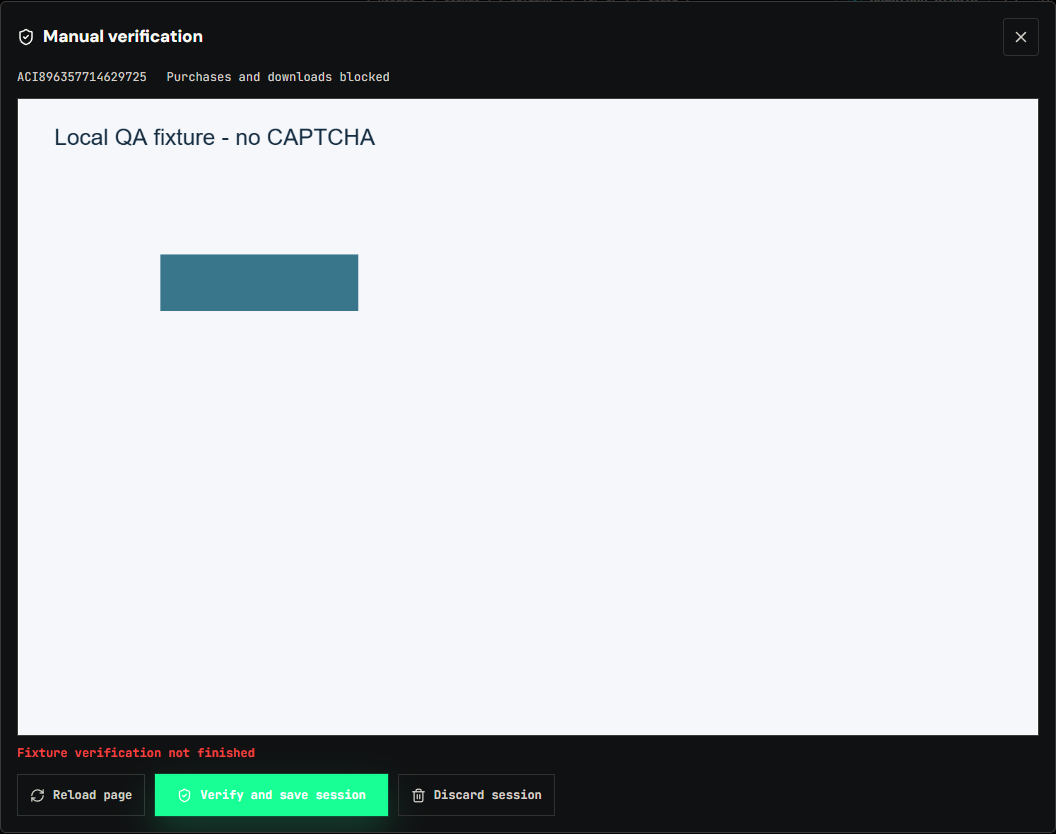 Manual verification
ACI896357714629725 Purchases and downloads blocked
Local QA fixture - no CAPTCHA
Fixture verification not finished
Reload page
Verify and save session
Discard session